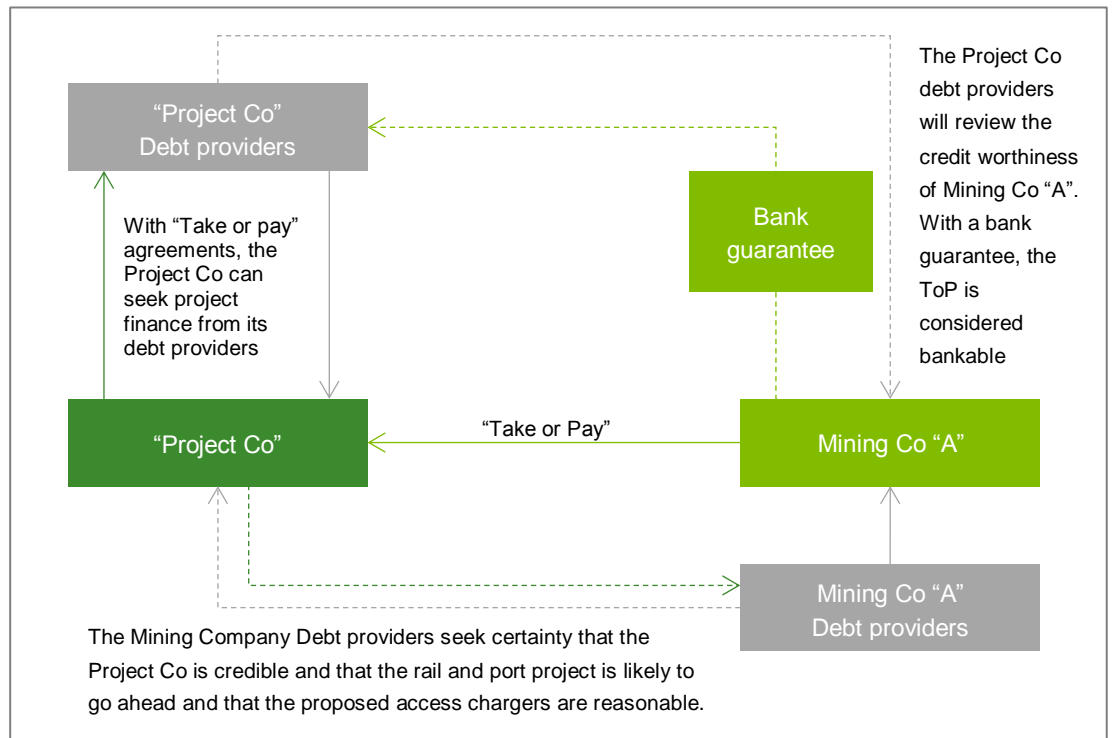 “Project Co”
Debt providers
The Project Co
debt providers
will review the
credit worthiness
of Mining Co “A”.
With a bank
guarantee, the
ToP is
considered
bankable
Bank
guarantee
With “Take or pay”
agreements, the
Project Co can
seek project
finance from its
debt providers
“Project Co”
“Take or Pay”
Mining Co “A”
Mining Co “A”
Debt providers
The Mining Company Debt providers seek certainty that the
Project Co is credible and that the rail and port project is likely to
go ahead and that the proposed access chargers are reasonable.